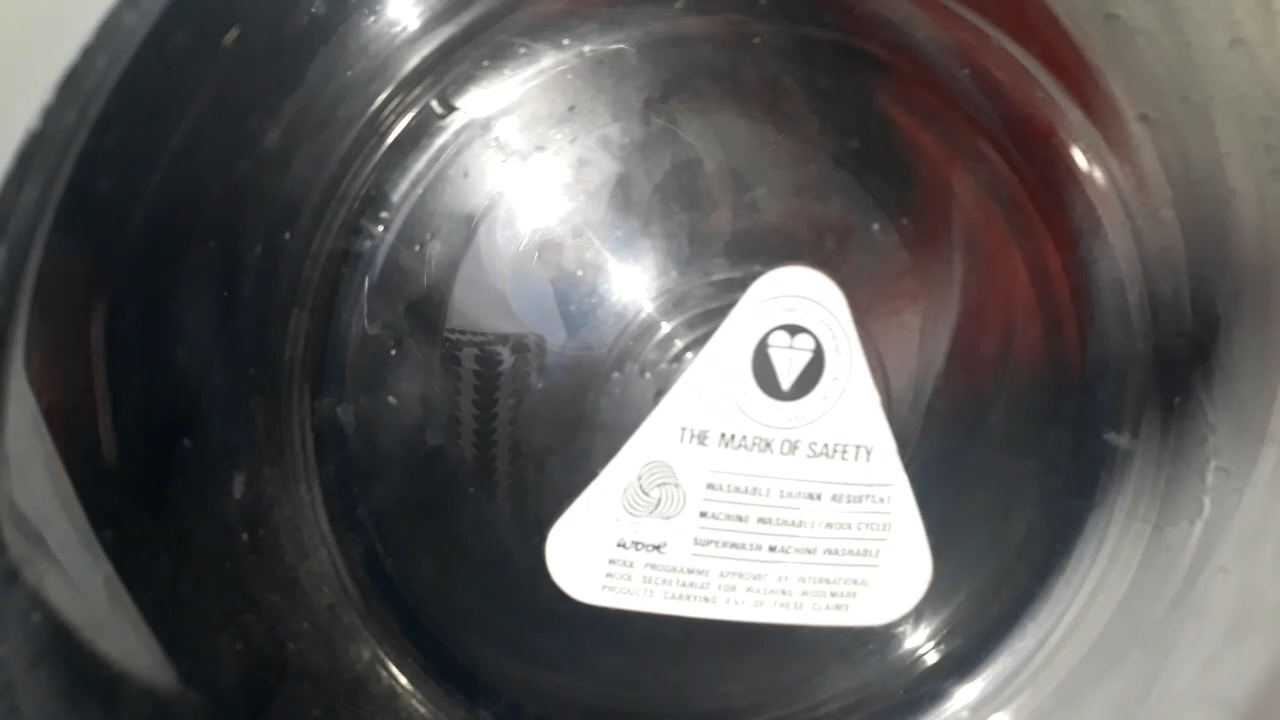 THE MARK OF SAFETY
WASHABLE SHRINK RESISTANT
MACHINE WASHABLE (WOOL CYCLE)
wool
SUPERWASH MACHINE WASHABLE
WOOL PROGRAMME APPROVED BY INTERNATIONAL
WOOL SECRETARIAT FOR WASHING WOOLMARK
PRODUCTS CARRYING ANY OF THESE CLAIMS